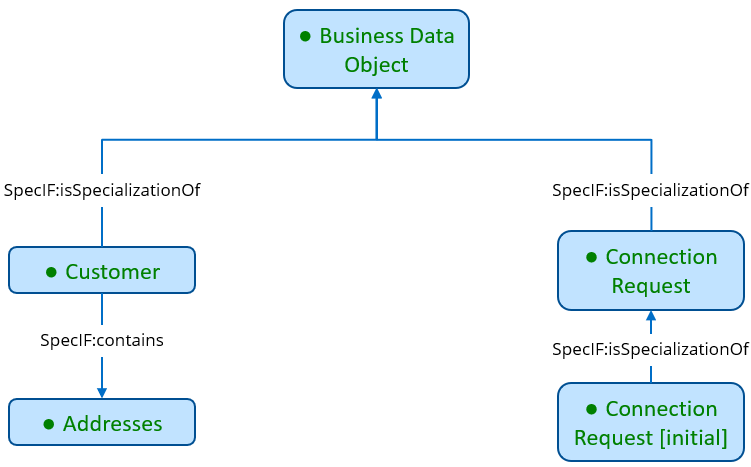 ● Business Data
Object
SpecIF:isSpecializationOf
SpecIF:isSpecializationOf
● Customer
● Connection
Request
SpecIF:contains
SpecIF:isSpecializationOf
● Addresses
● Connection
Request [initial]